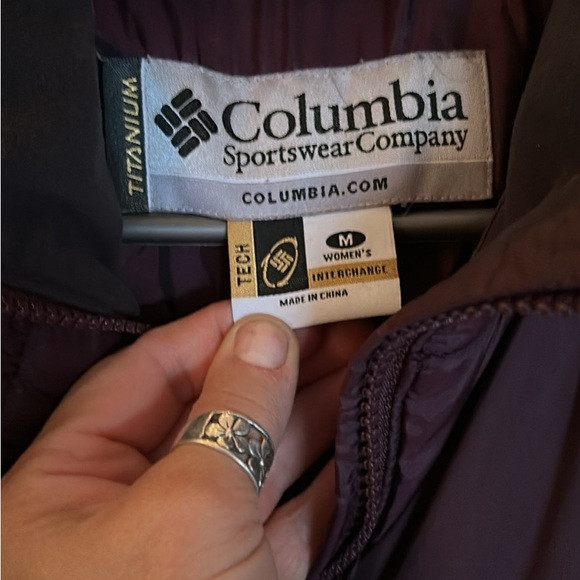 TITANIUM
Columbia
Sportswear Company
COLUMBIA.COM
TECH
M
WOMEN'S
INTERCHANGE
MADE IN CHINA